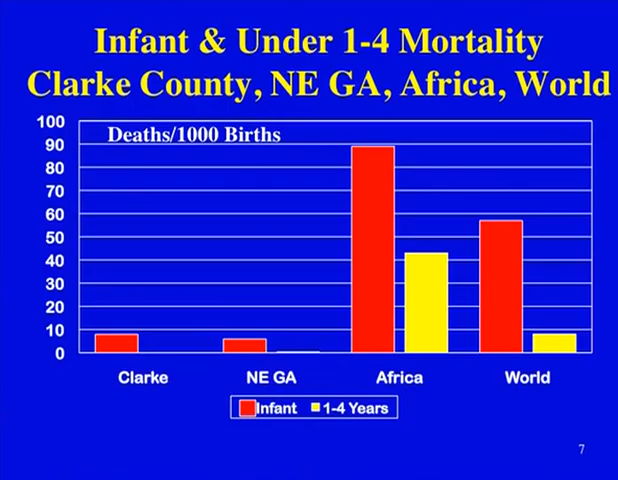 Infant & Under 1-4 Mortality
Clarke County, NE GA, Africa, World
Deaths/1000 Births
100
90
80
70
60
50
40
30
20
10
0
Clarke NE GA Africa World
Infant 1-4 Years
7